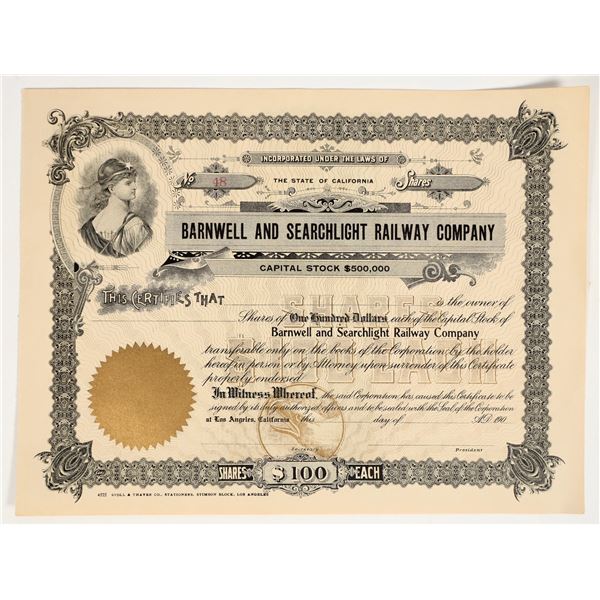 INCORPORATED UNDER THE LAWS OF
No 48 THE STATE OF CALIFORNIA Shares
BARNWELL AND SEARCHLIGHT RAILWAY COMPANY
CAPITAL STOCK $500,000
THIS CERTIFIES THAT is the owner of
SHARES
Shares of One Hundred Dollars each of the Capital Stock of
Barnwell and Searchlight Railway Company
$100 EACH
transferable only on the books of the Corporation by the holder
hereof in person or by Attorney upon surrender of this Certificate
properly endorsed
In Witness Whereof, the said Corporation has caused this Certificate to be
signed by its duly authorized officers and to be sealed with the Seal of the Corporation
at Los Angeles, California this day of A.D. 190
Secretary President
SHARES $100 EACH
THAYER CO., STATIONERS, STIMSON BLOCK, LOS ANGELES